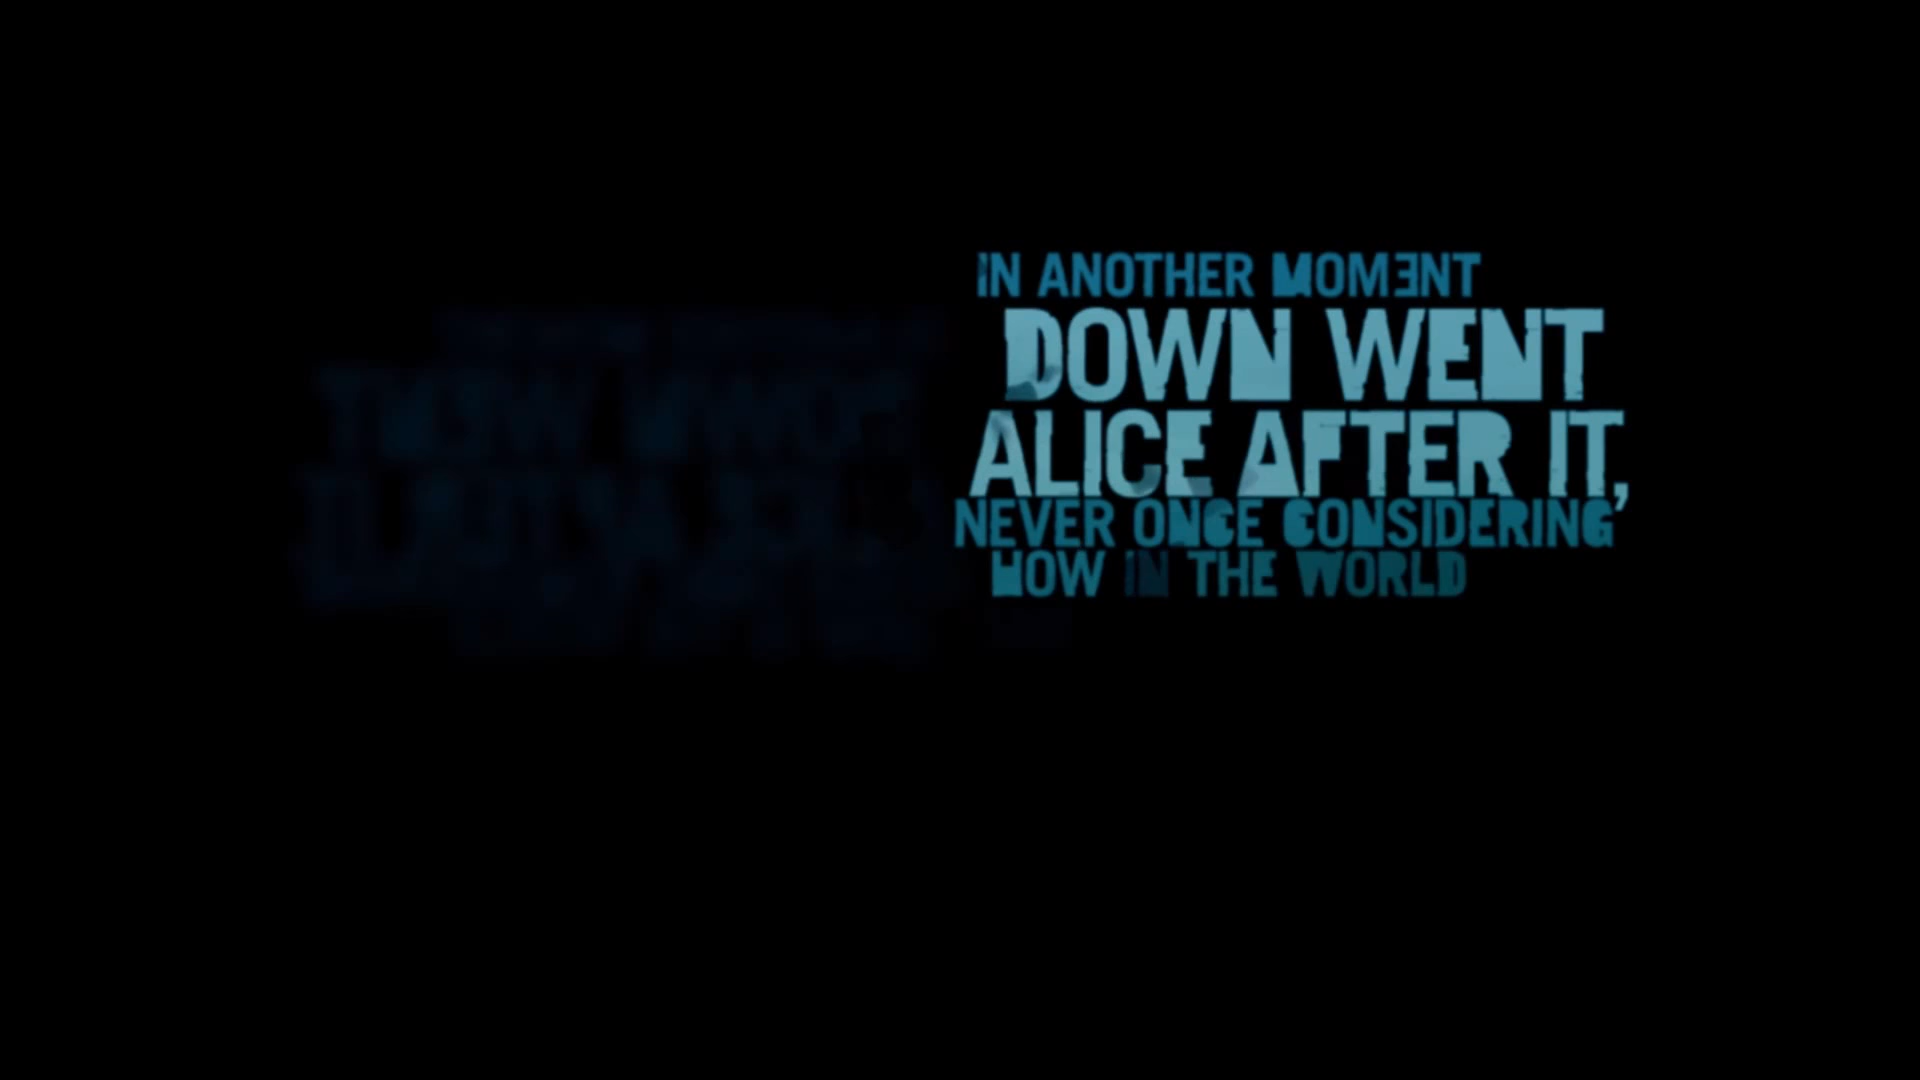 IN ANOTHER MOMENT
DOWN WENT
ALICE AFTER IT,
NEVER ONCE CONSIDERING
HOW IN THE WORLD